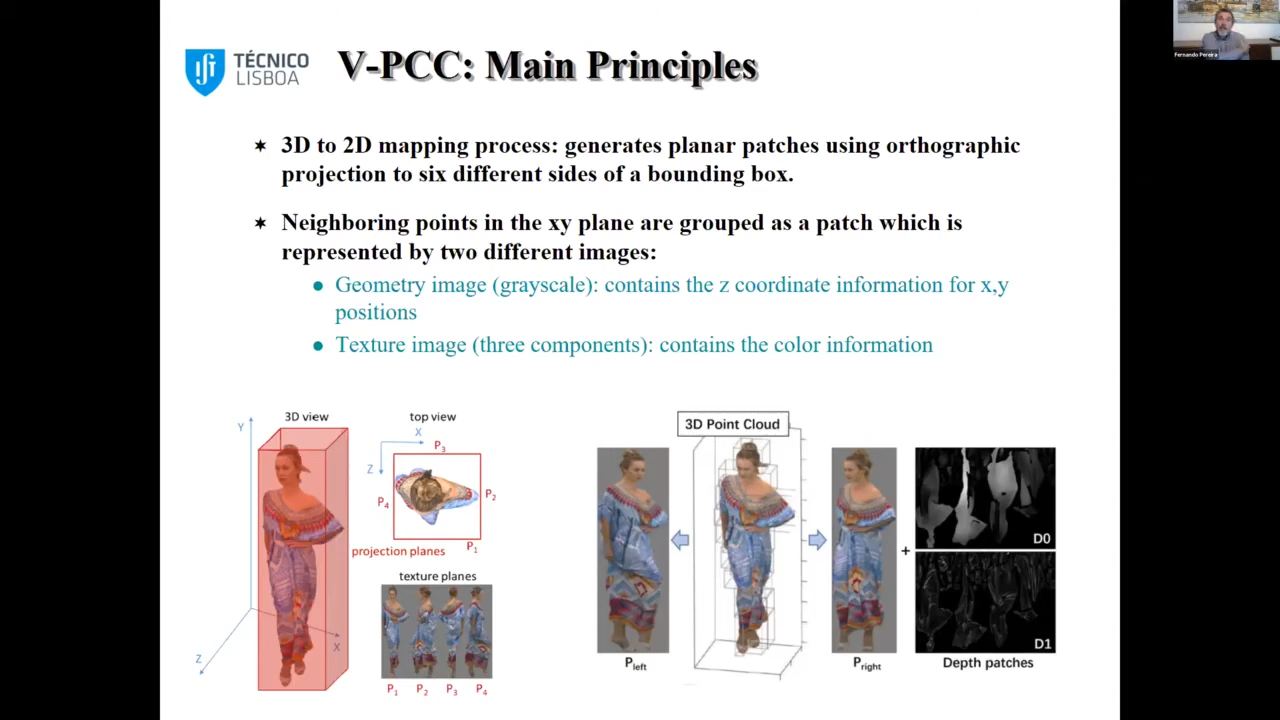 TÉCNICO
LISBOA
V-PCC: Main Principles
Fernando Pereira
3D to 2D mapping process: generates planar patches using orthographic
projection to six different sides of a bounding box.
Neighboring points in the xy plane are grouped as a patch which is
represented by two different images:
Geometry image (grayscale): contains the z coordinate information for x,y
positions
Texture image (three components): contains the color information
3D view
top view
Y
X
Z
P3
P4
P2
P1
projection planes
texture planes
X
Z
P1 P2 P3 P4
3D Point Cloud
+
D0
D1
Pleft
Pright
Depth patches